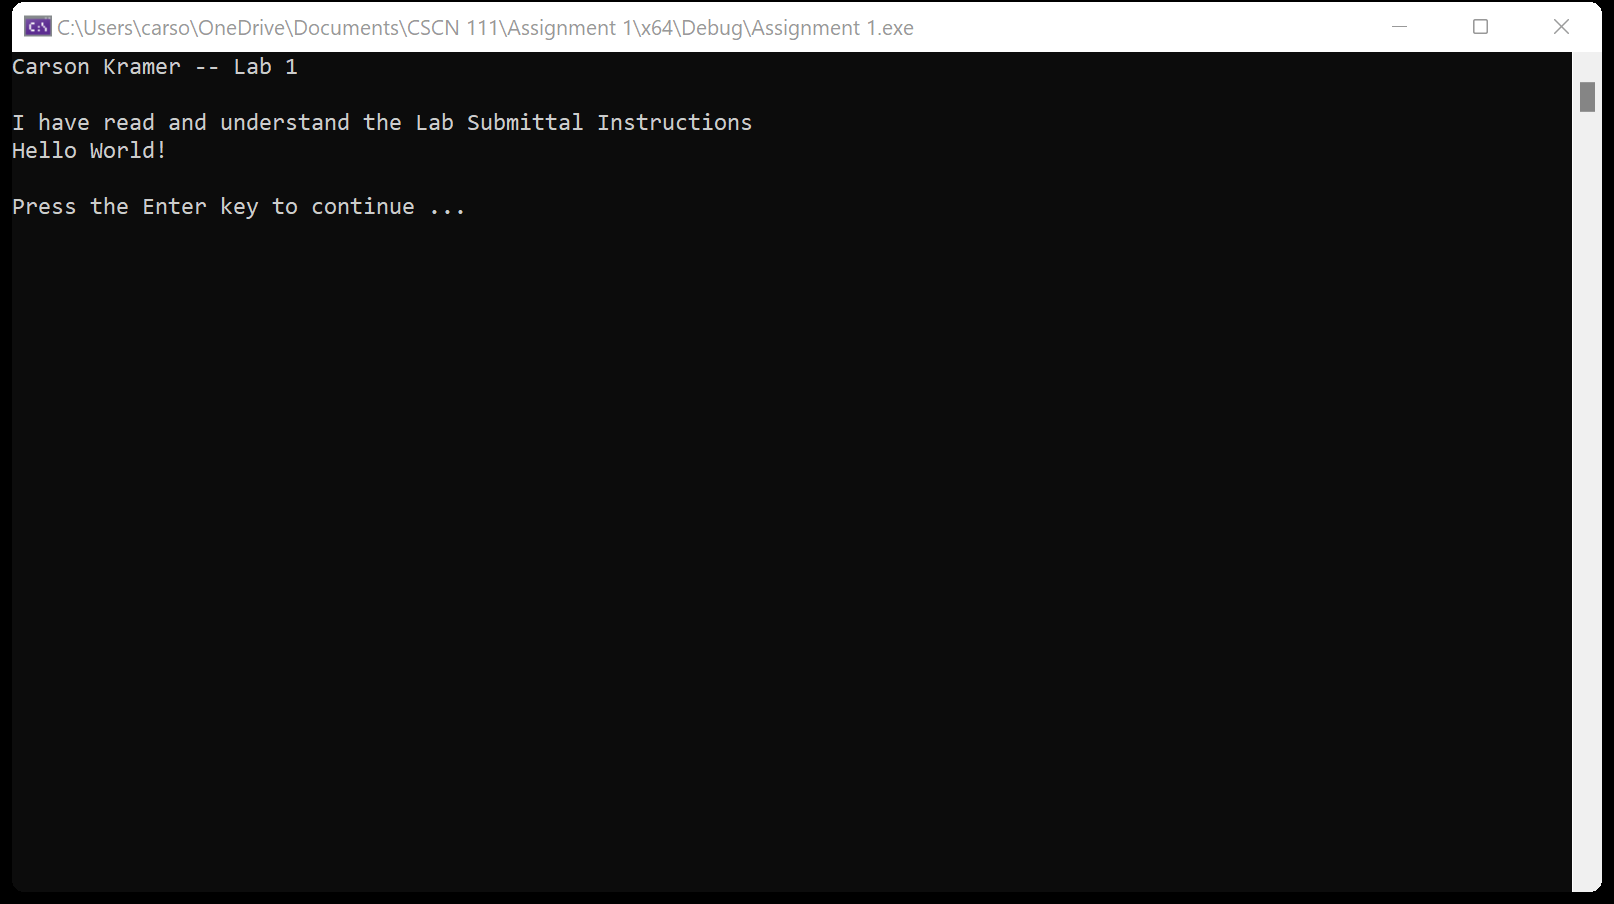 C:\Users\carso\OneDrive\Documents\CSCN 111\Assignment 1\x64\Debug\Assignment 1.exe
Carson Kramer -- Lab 1
I have read and understand the Lab Submittal Instructions
Hello World!
Press the Enter key to continue ...